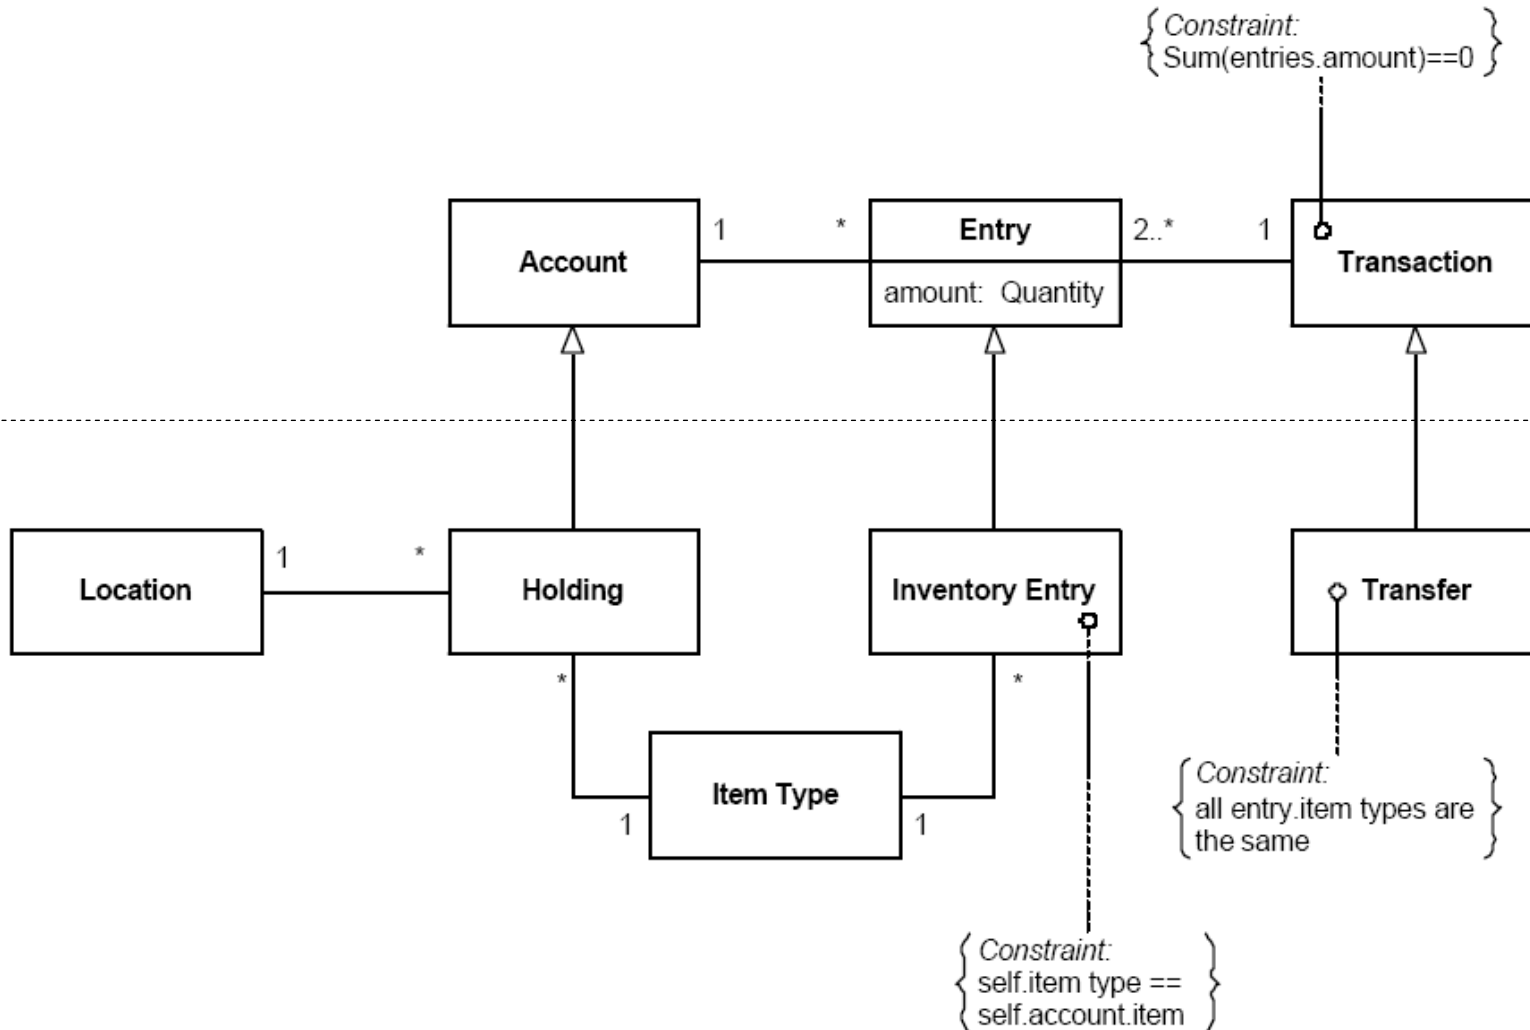 Constraint:
Sum(entries.amount)==0
1
*
2..*
1
Account
Entry
amount: Quantity
Transaction
1
*
Location
Holding
Inventory Entry
Transfer
*
*
Item Type
1
1
Constraint:
all entry.item types are
the same
Constraint:
self.item type ==
self.account.item